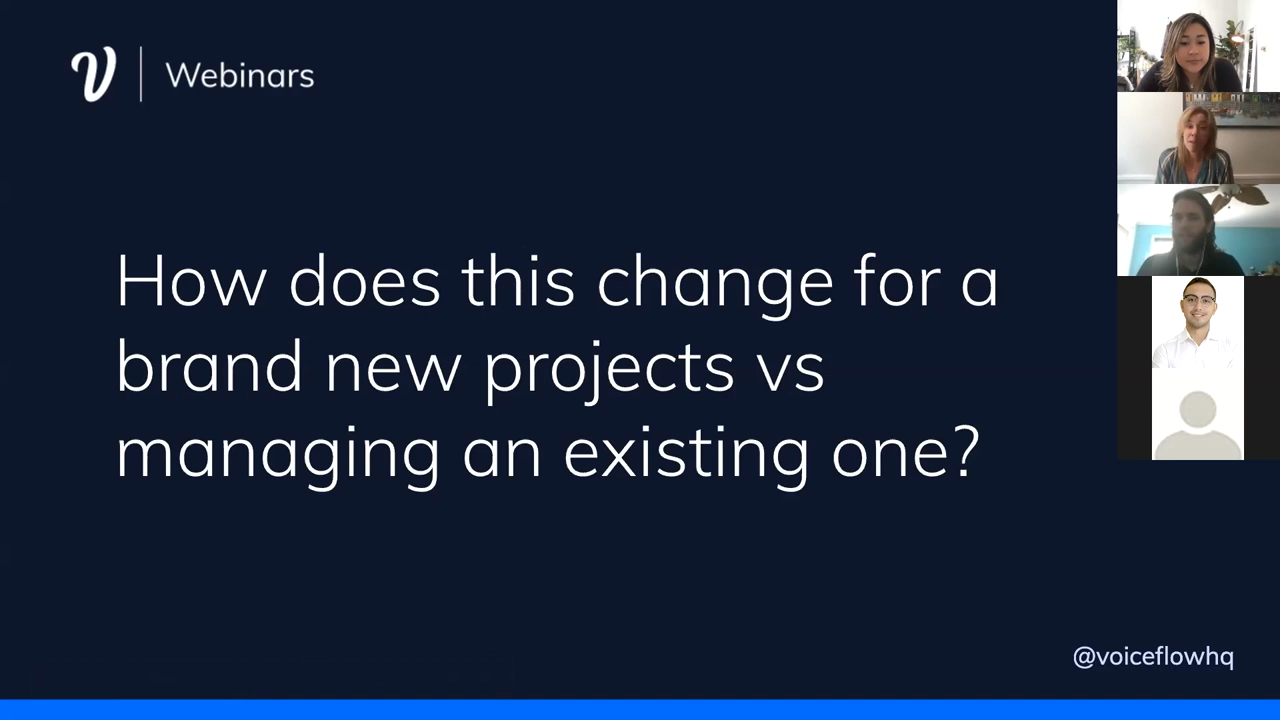 V | Webinars
How does this change for a
brand new projects vs
managing an existing one?
@voiceflowhq